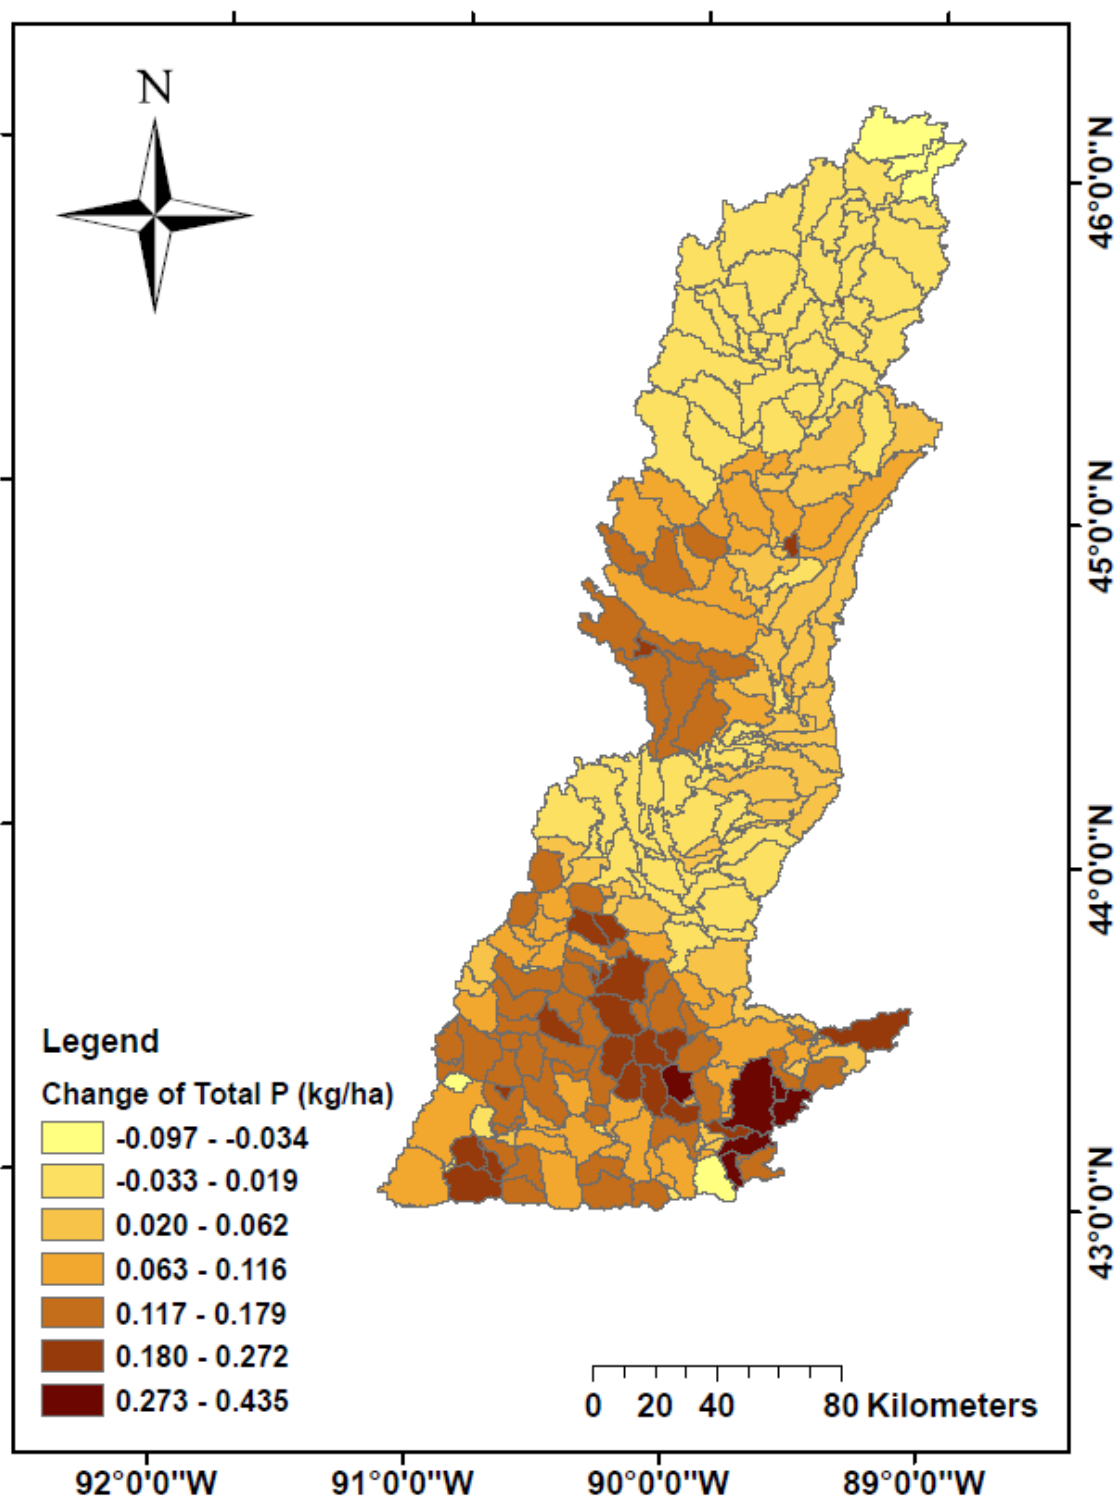 N
46°0'0"N
45°0'0"N
44°0'0"N
43°0'0"N
Legend
Change of Total P (kg/ha)
-0.097 - -0.034
-0.033 - 0.019
0.020 - 0.062
0.063 - 0.116
0.117 - 0.179
0.180 - 0.272
0.273 - 0.435
0 20 40 80 Kilometers
92°0'0"W 91°0'0"W 90°0'0"W 89°0'0"W